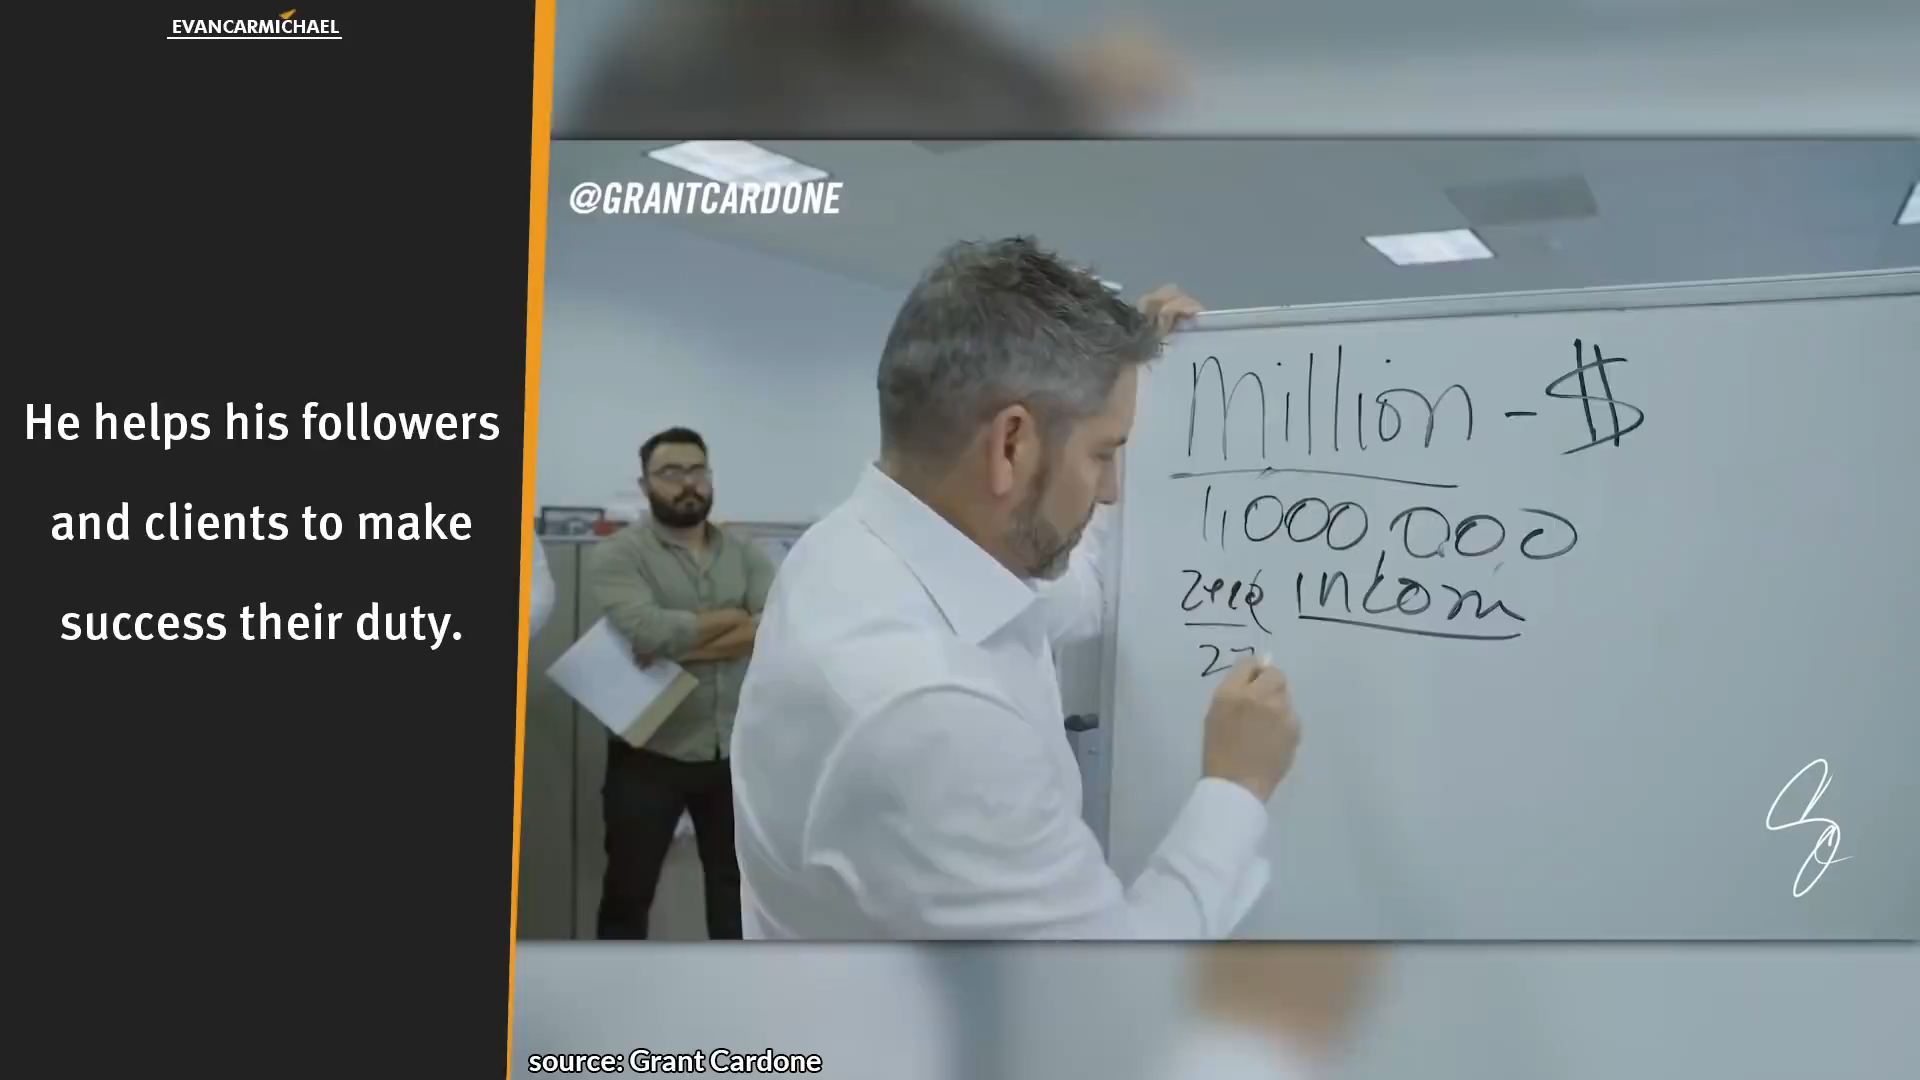 EVANCARMICHAEL
He helps his followers
and clients to make
success their duty.
@GRANTCARDONE
Million - $
1,000,000
source: Grant Cardone